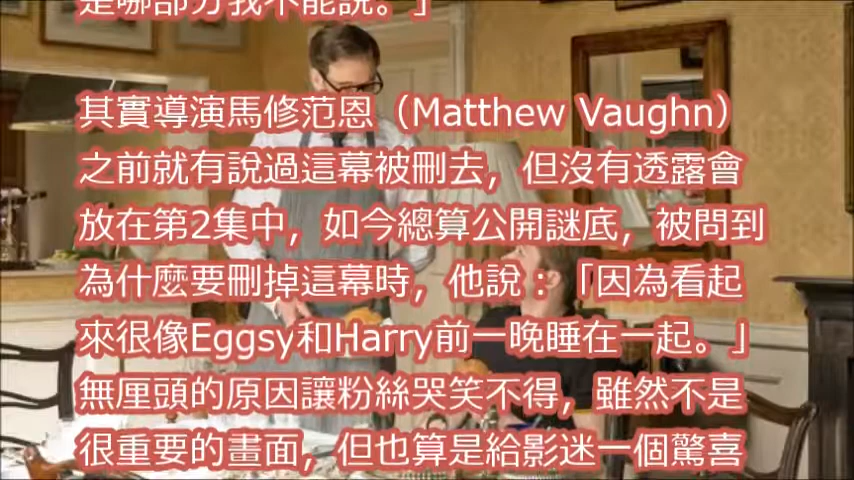 是哪部分我不能說。」
其實導演馬修范恩（Matthew Vaughn）
之前就有說過這幕被刪去，但沒有透露會
放在第2集中，如今總算公開謎底，被問到
為什麼要刪掉這幕時，他說：「因為看起
來很像Eggsy和Harry前一晚睡在一起。」
無厘頭的原因讓粉絲哭笑不得，雖然不是
很重要的畫面，但也算是給影迷一個驚喜